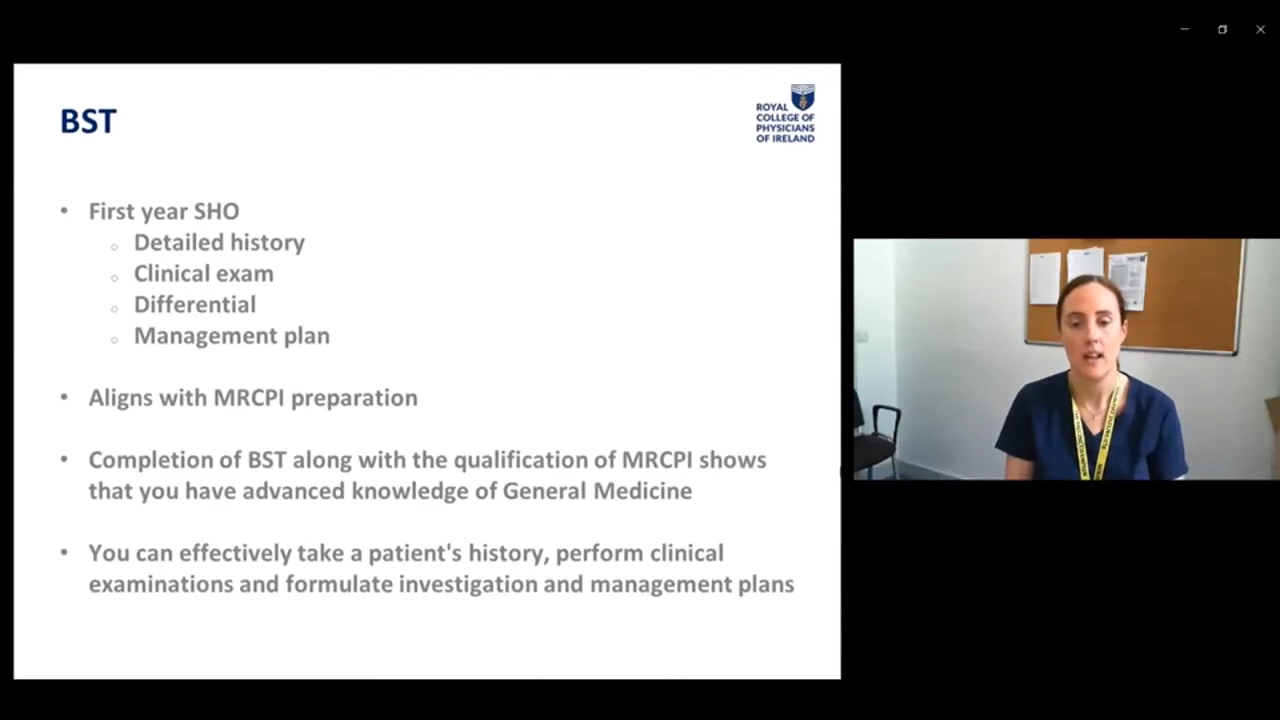 BST
ROYAL
COLLEGE OF
PHYSICIANS
OF IRELAND
• First year SHO
○ Detailed history
○ Clinical exam
○ Differential
○ Management plan
• Aligns with MRCPI preparation
• Completion of BST along with the qualification of MRCPI shows
that you have advanced knowledge of General Medicine
• You can effectively take a patient's history, perform clinical
examinations and formulate investigation and management plans